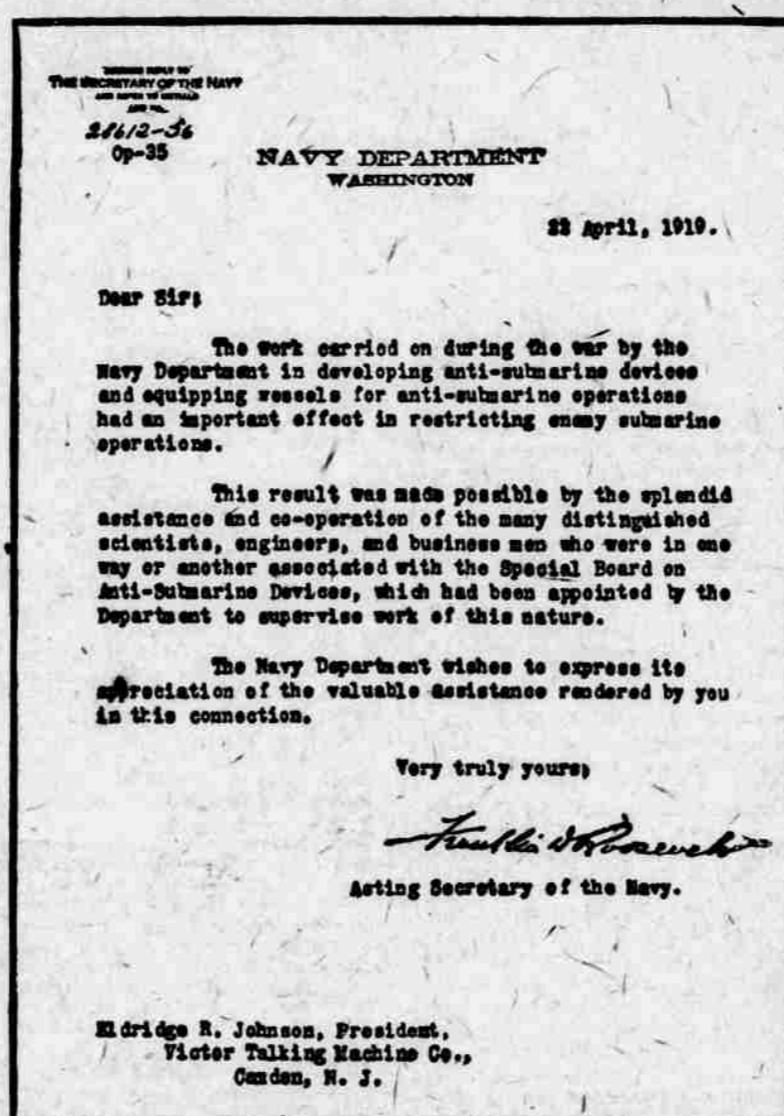 THE SECRETARY OF THE NAVY
28612-56
Op-35
NAVY DEPARTMENT
WASHINGTON
22 April, 1919.
Dear Sir:
The work carried on during the war by the
Navy Department in developing anti-submarine devices
and equipping vessels for anti-submarine operations
had an important effect in restricting enemy submarine
operations.
This result was made possible by the splendid
assistance and co-operation of the many distinguished
scientists, engineers, and business men who were in one
way or another associated with the Special Board on
Anti-Submarine Devices, which had been appointed by the
Department to supervise work of this nature.
The Navy Department wishes to express its
appreciation of the valuable assistance rendered by you
in this connection.
Very truly yours,
Franklin D Roosevelt
Acting Secretary of the Navy.
Eldridge R. Johnson, President,
Victor Talking Machine Co.,
Camden, N. J.